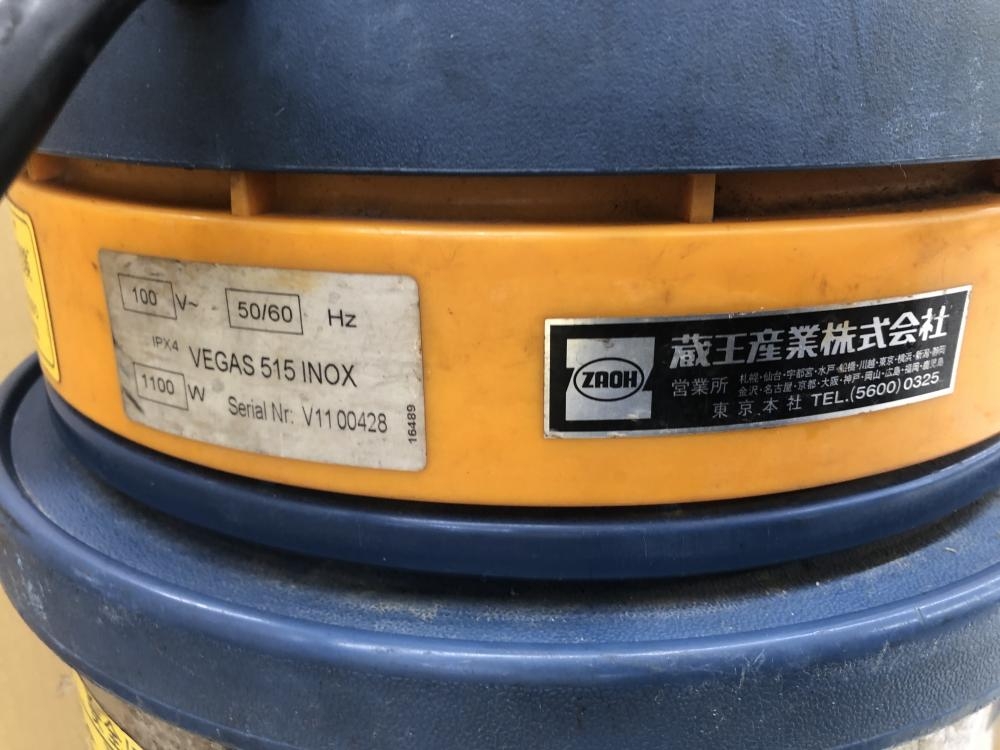 100 V~ 50/60 Hz
IPX4 VEGAS 515 INOX
1100 W Serial Nr: V11 00428
16489
ZAOH
蔵王産業株式会社
営業所 札幌・仙台・宇都宮・水戸・船橋・川越・東京・横浜・新潟・静岡
金沢・名古屋・京都・大阪・神戸・岡山・広島・福岡・鹿児島
東京本社 TEL.(5600)0325